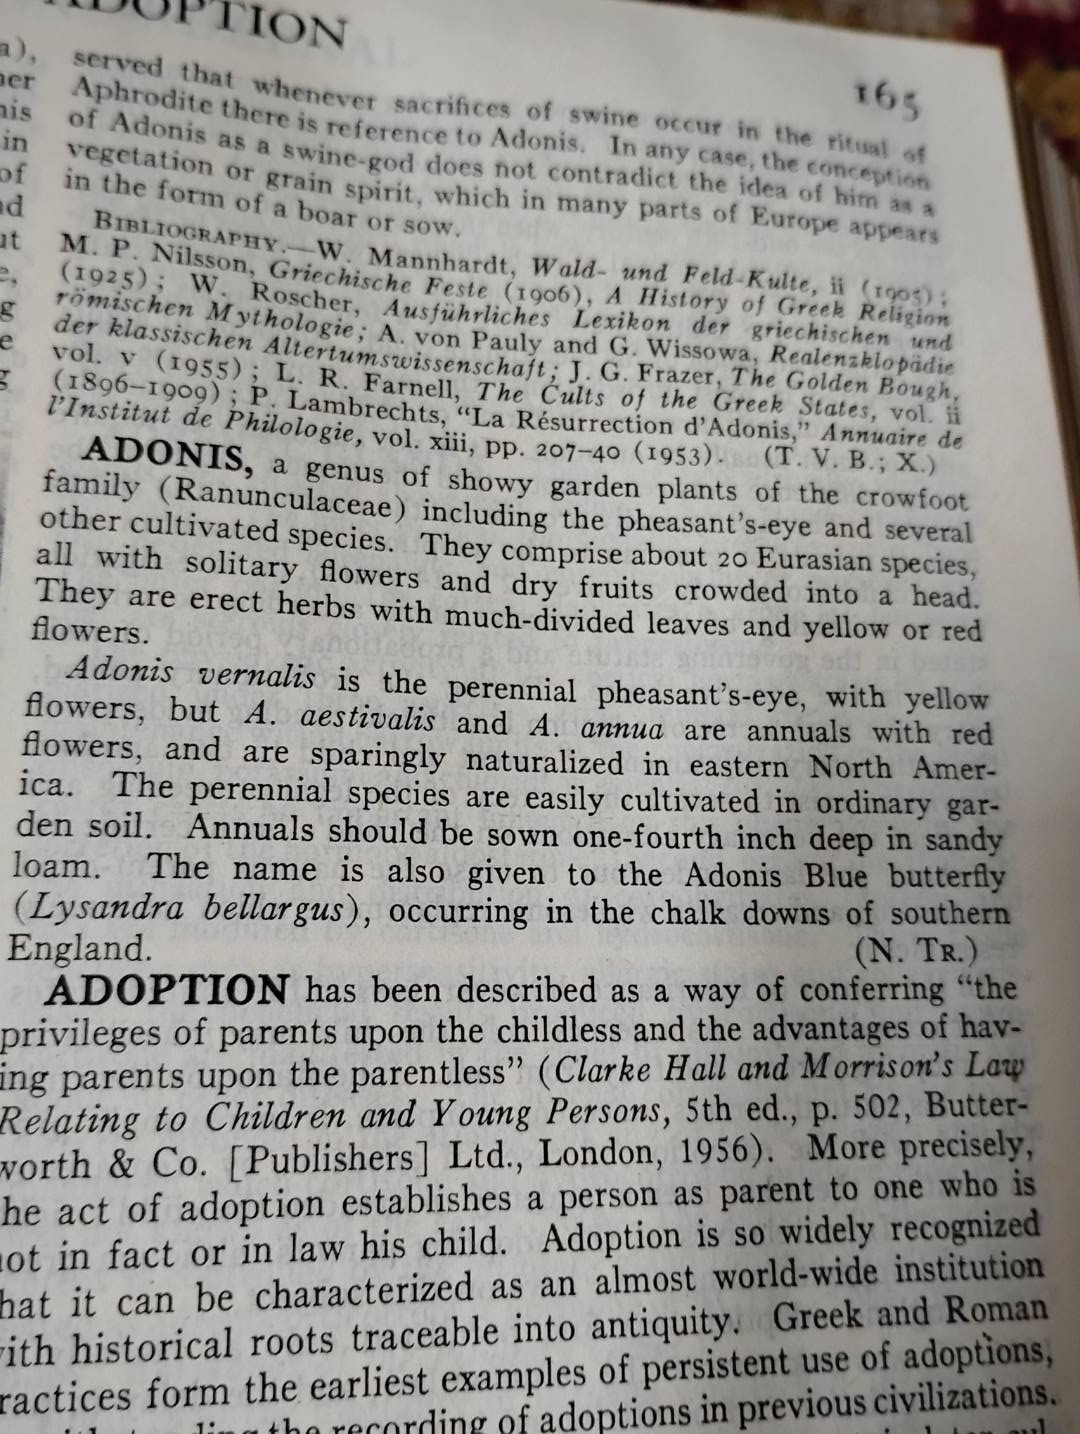 ADOPTION
165
served that whenever sacrifices of swine occur in the ritual of
Aphrodite there is reference to Adonis. In any case, the conception
of Adonis as a swine-god does not contradict the idea of him as a
vegetation or grain spirit, which in many parts of Europe appears
in the form of a boar or sow.
BIBLIOGRAPHY.—W. Mannhardt, Wald- und Feld-Kulte, ii (1905);
M. P. Nilsson, Griechische Feste (1906), A History of Greek Religion
(1925); W. Roscher, Ausführliches Lexikon der griechischen und
römischen Mythologie; A. von Pauly and G. Wissowa, Realenzklopädie
der klassischen Altertumswissenschaft; J. G. Frazer, The Golden Bough,
vol. v (1955); L. R. Farnell, The Cults of the Greek States, vol. ii
(1896–1909); P. Lambrechts, “La Résurrection d’Adonis,” Annuaire de
l’Institut de Philologie, vol. xiii, pp. 207–40 (1953). (T. V. B.; X.)
ADONIS, a genus of showy garden plants of the crowfoot
family (Ranunculaceae) including the pheasant’s-eye and several
other cultivated species. They comprise about 20 Eurasian species,
all with solitary flowers and dry fruits crowded into a head.
They are erect herbs with much-divided leaves and yellow or red
flowers.
Adonis vernalis is the perennial pheasant’s-eye, with yellow
flowers, but A. aestivalis and A. annua are annuals with red
flowers, and are sparingly naturalized in eastern North Amer-
ica. The perennial species are easily cultivated in ordinary gar-
den soil. Annuals should be sown one-fourth inch deep in sandy
loam. The name is also given to the Adonis Blue butterfly
(Lysandra bellargus), occurring in the chalk downs of southern
England. (N. TR.)
ADOPTION has been described as a way of conferring “the
privileges of parents upon the childless and the advantages of hav-
ing parents upon the parentless” (Clarke Hall and Morrison’s Law
Relating to Children and Young Persons, 5th ed., p. 502, Butter-
worth & Co. [Publishers] Ltd., London, 1956). More precisely,
he act of adoption establishes a person as parent to one who is
not in fact or in law his child. Adoption is so widely recognized
hat it can be characterized as an almost world-wide institution
with historical roots traceable into antiquity. Greek and Roman
ractices form the earliest examples of persistent use of adoptions,
the recording of adoptions in previous civilizations.